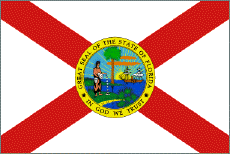 GREAT SEAL OF THE STATE OF FLORIDA
IN GOD WE TRUST